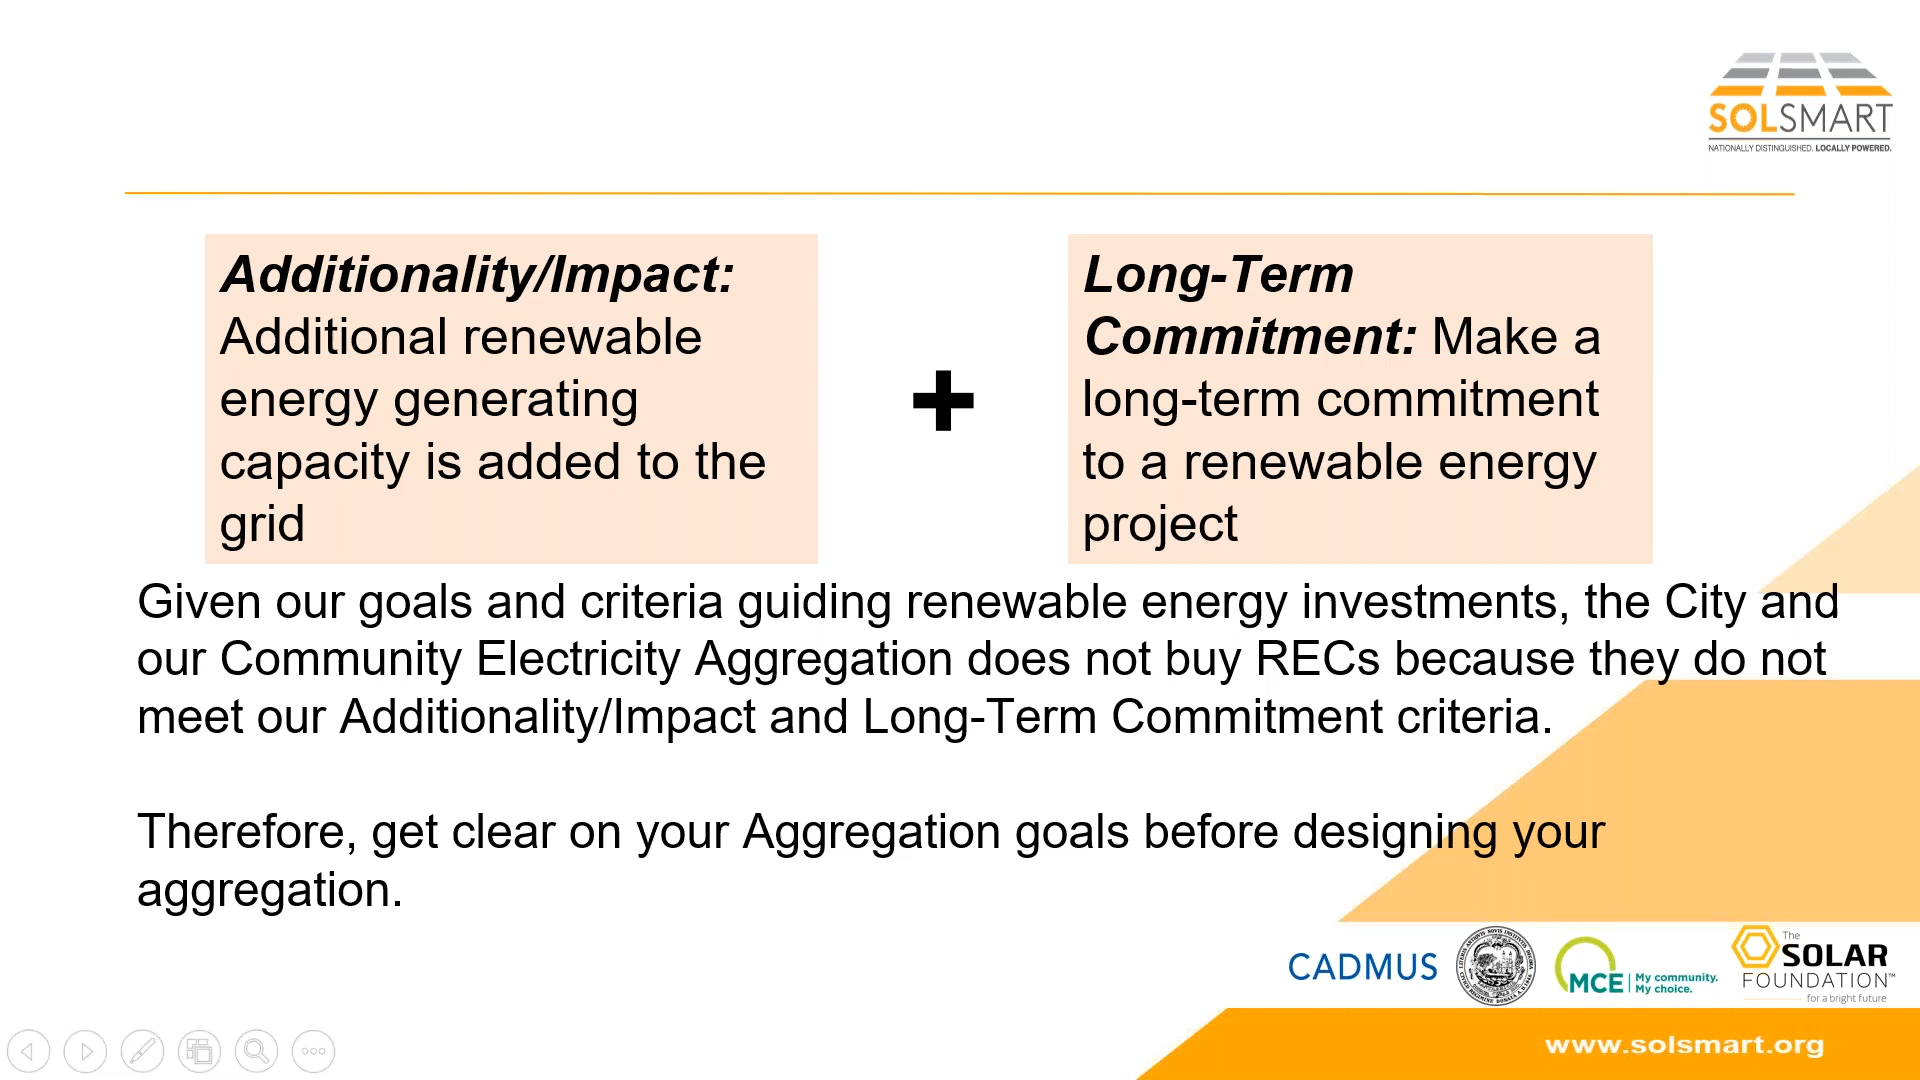 SOLSMART
NATIONALLY DISTINGUISHED. LOCALLY POWERED.
Additionality/Impact:
Additional renewable
energy generating
capacity is added to the
grid
Long-Term
Commitment: Make a
long-term commitment
to a renewable energy
project
Given our goals and criteria guiding renewable energy investments, the City and
our Community Electricity Aggregation does not buy RECs because they do not
meet our Additionality/Impact and Long-Term Commitment criteria.
Therefore, get clear on your Aggregation goals before designing your
aggregation.
CADMUS
MCE
My community.
My choice.
The
SOLAR
FOUNDATION™
for a bright future
www.solsmart.org